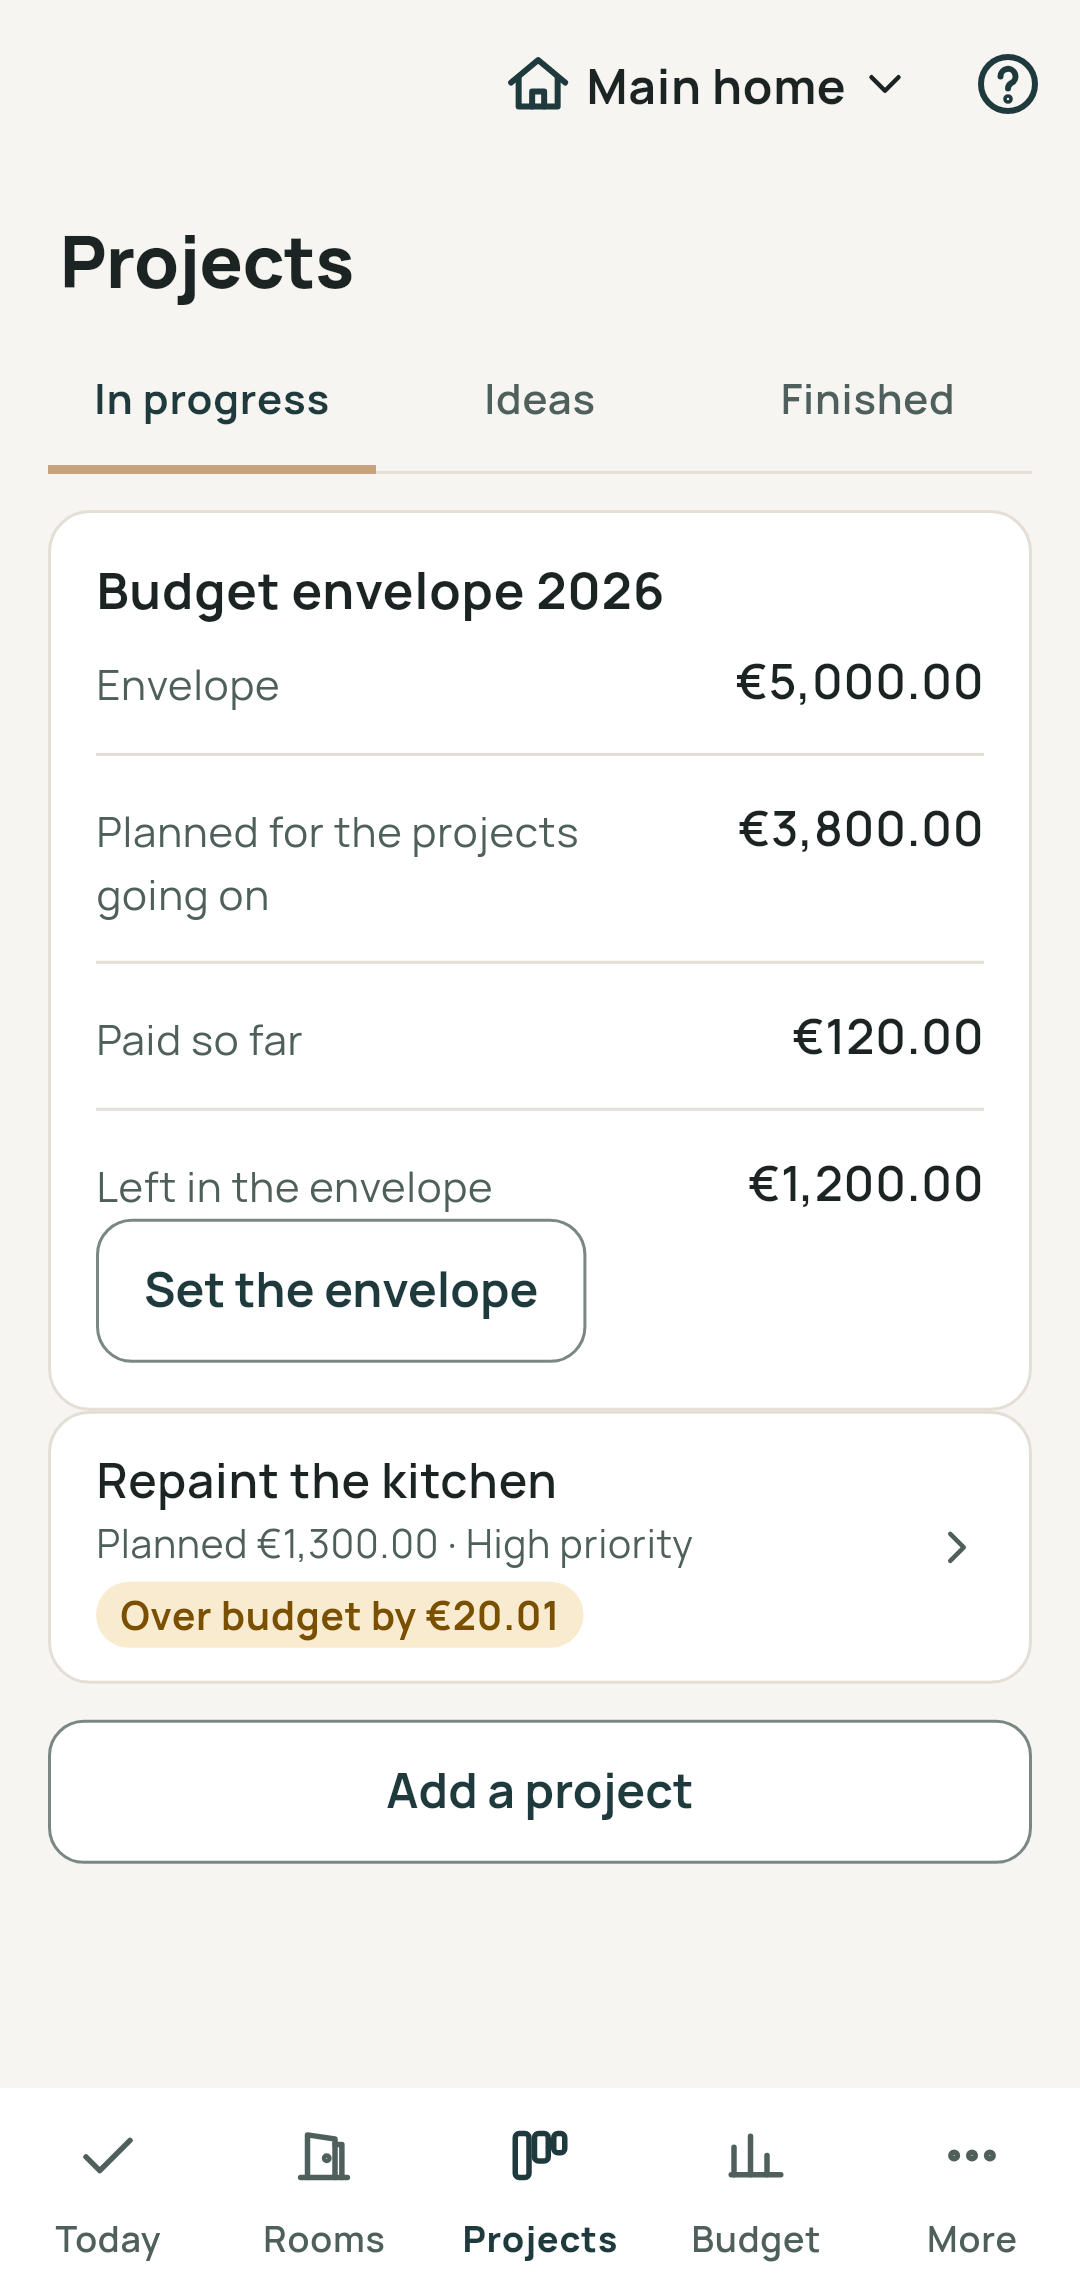 Main home
Projects
In progress
Ideas
Finished
Budget envelope 2026
Envelope
€5,000.00
Planned for the projects
going on
€3,800.00
Paid so far
€120.00
Left in the envelope
€1,200.00
Set the envelope
Repaint the kitchen
Planned €1,300.00 · High priority
Over budget by €20.01
Add a project
Today
Rooms
Projects
Budget
More